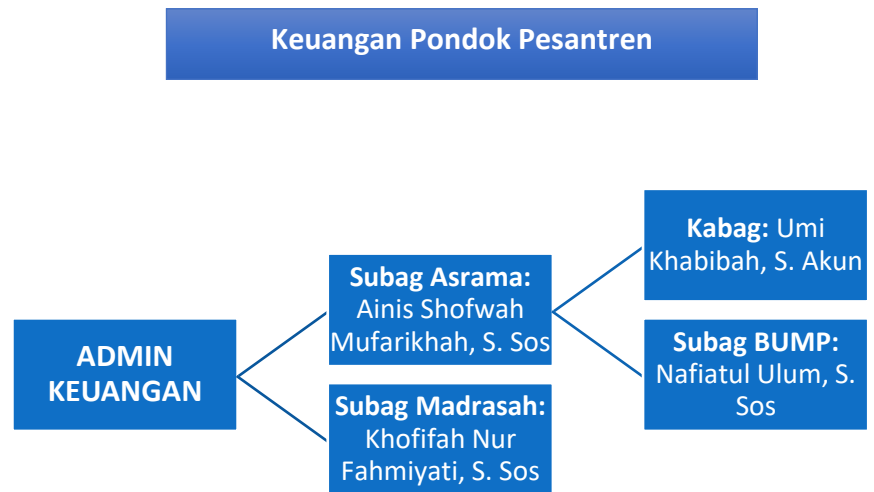 Keuangan Pondok Pesantren
ADMIN
KEUANGAN
Subag Asrama:
Ainis Shofwah
Mufarikhah, S. Sos
Subag Madrasah:
Khofifah Nur
Fahmiyati, S. Sos
Kabag: Umi
Khabibah, S. Akun
Subag BUMP:
Nafiatul Ulum, S.
Sos